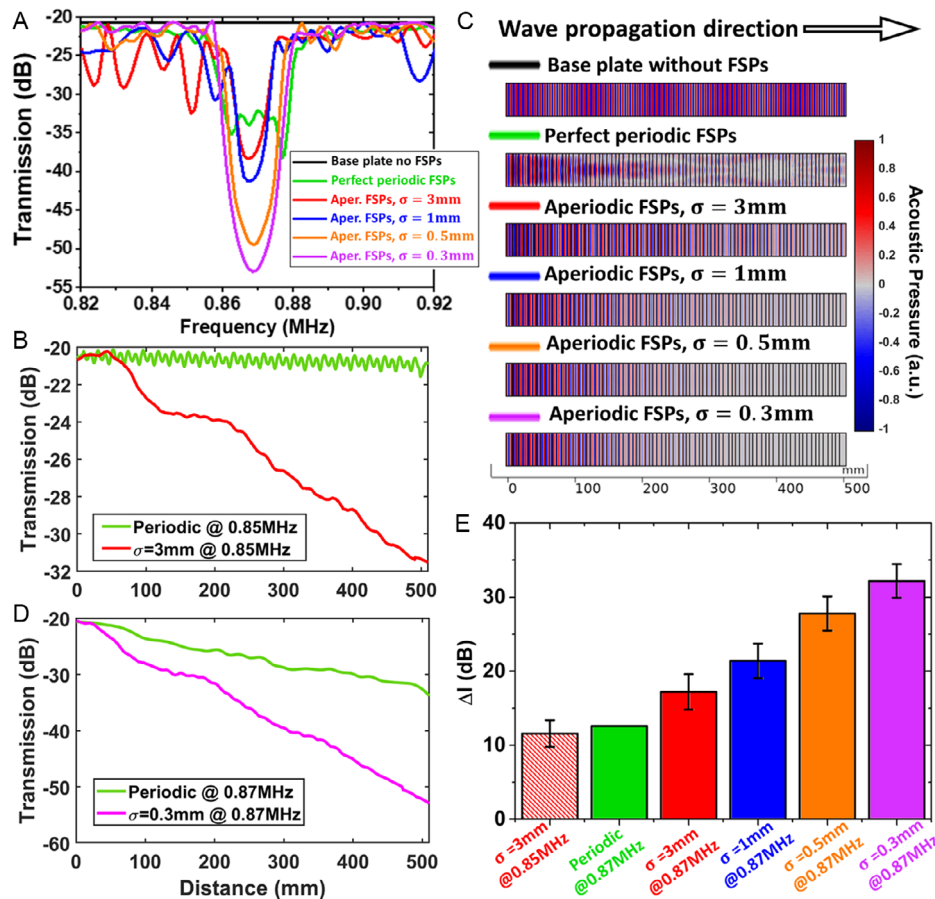 A
Tranmission (dB)
-20
-25
-30
-35
-40
-45
-50
-55
0.82 0.84 0.86 0.88 0.90 0.92
Frequency (MHz)
Base plate no FSPs
Perfect periodic FSPs
Aper. FSPs, σ = 3mm
Aper. FSPs, σ = 1mm
Aper. FSPs, σ = 0.5mm
Aper. FSPs, σ = 0.3mm
B
Transmission (dB)
-20
-22
-24
-26
-28
-30
-32
0 100 200 300 400 500
Periodic @ 0.85MHz
σ=3mm @ 0.85MHz
D
Transmission (dB)
-20
-30
-40
-50
-60
0 100 200 300 400 500
Distance (mm)
Periodic @ 0.87MHz
σ=0.3mm @ 0.87MHz
C
Wave propagation direction
Base plate without FSPs
Perfect periodic FSPs
Aperiodic FSPs, σ = 3mm
Aperiodic FSPs, σ = 1mm
Aperiodic FSPs, σ = 0.5mm
Aperiodic FSPs, σ = 0.3mm
mm
0 100 200 300 400 500
1
0.8
0.6
0.4
0.2
0
-0.2
-0.4
-0.6
-0.8
-1
Acoustic Pressure (a.u.)
E
ΔI (dB)
40
30
20
10
0
σ =3mm
@0.85MHz
Periodic
@0.87MHz
σ =3mm
@0.87MHz
σ =1mm
@0.87MHz
σ =0.5mm
@0.87MHz
σ =0.3mm
@0.87MHz